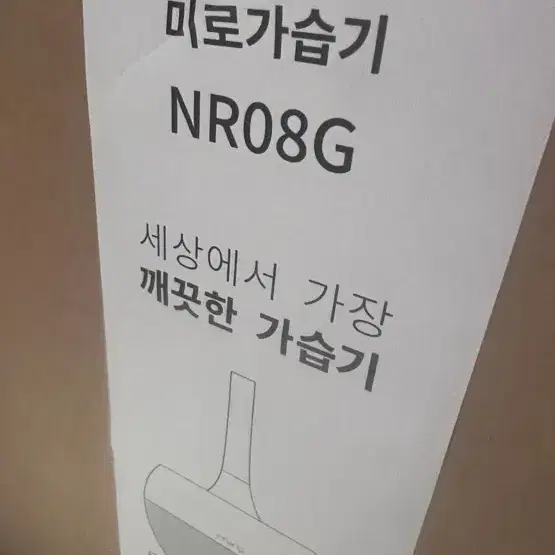 미로가습기
NR08G
세상에서 가장
깨끗한 가습기